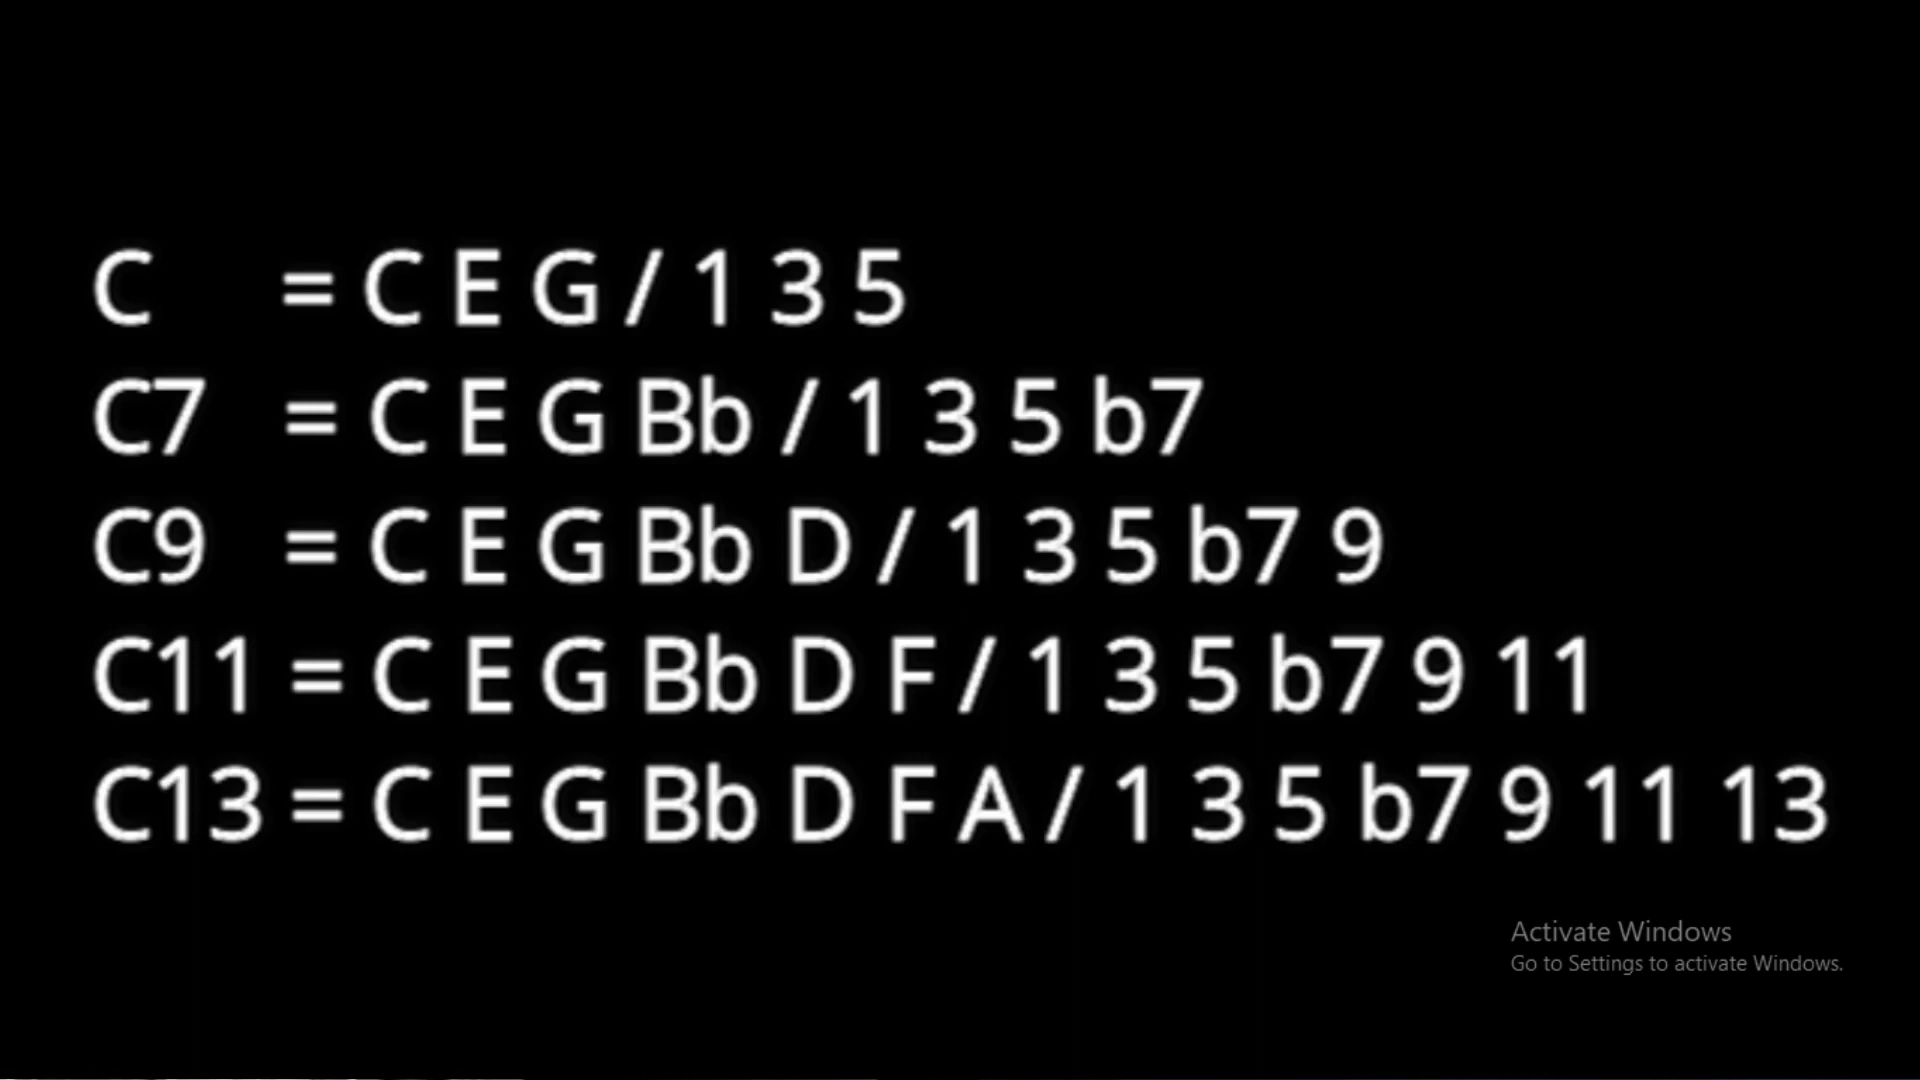 C = C E G / 1 3 5
C7 = C E G Bb / 1 3 5 b7
C9 = C E G Bb D / 1 3 5 b7 9
C11 = C E G Bb D F / 1 3 5 b7 9 11
C13 = C E G Bb D F A / 1 3 5 b7 9 11 13
Activate Windows
Go to Settings to activate Windows.